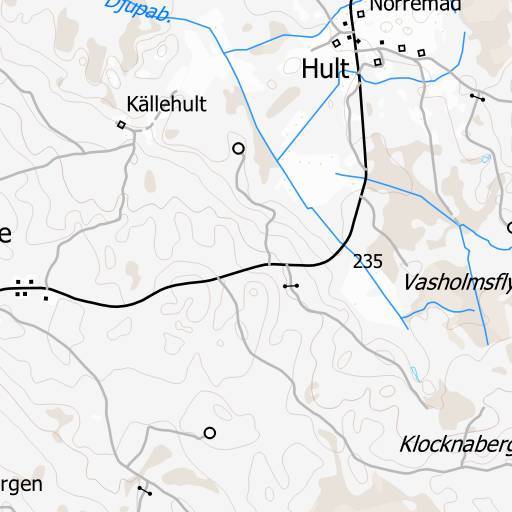 Djupab.
Norremad
Hult
Källehult
e
235
Vasholmsfly
Klocknaberg
rgen